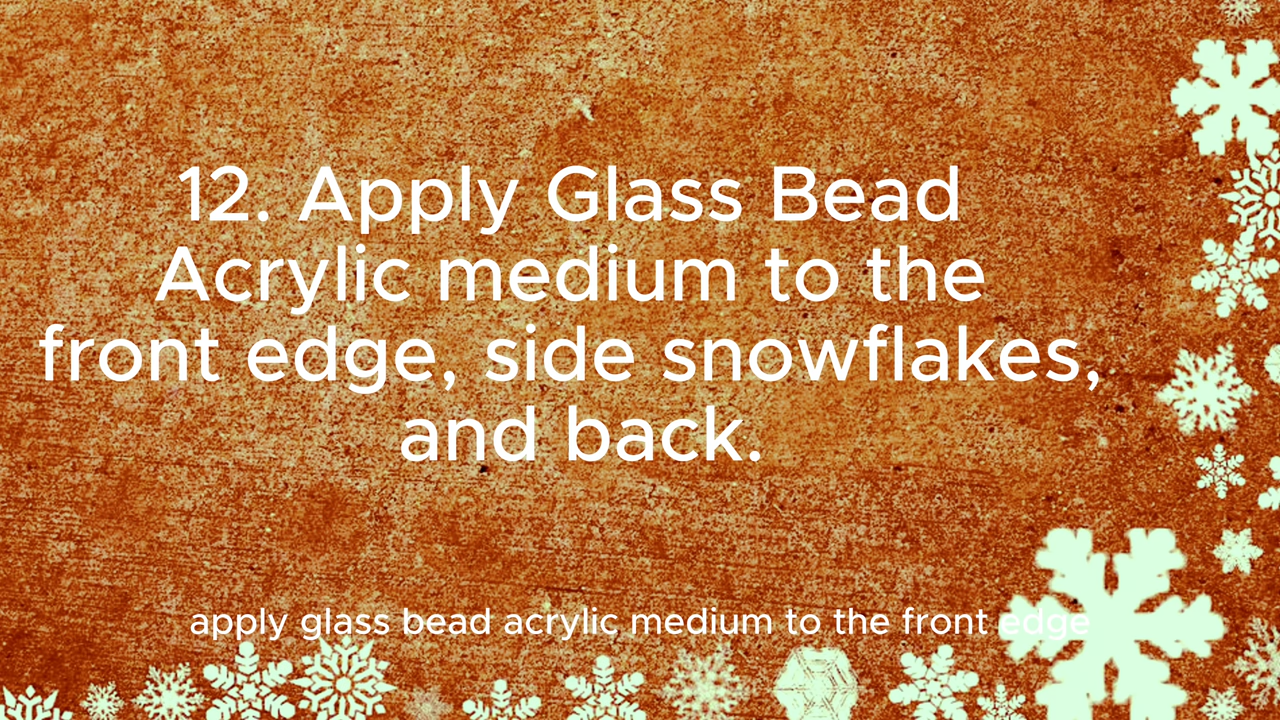 12. Apply Glass Bead
Acrylic medium to the
front edge, side snowflakes,
and back.
apply glass bead acrylic medium to the front edge